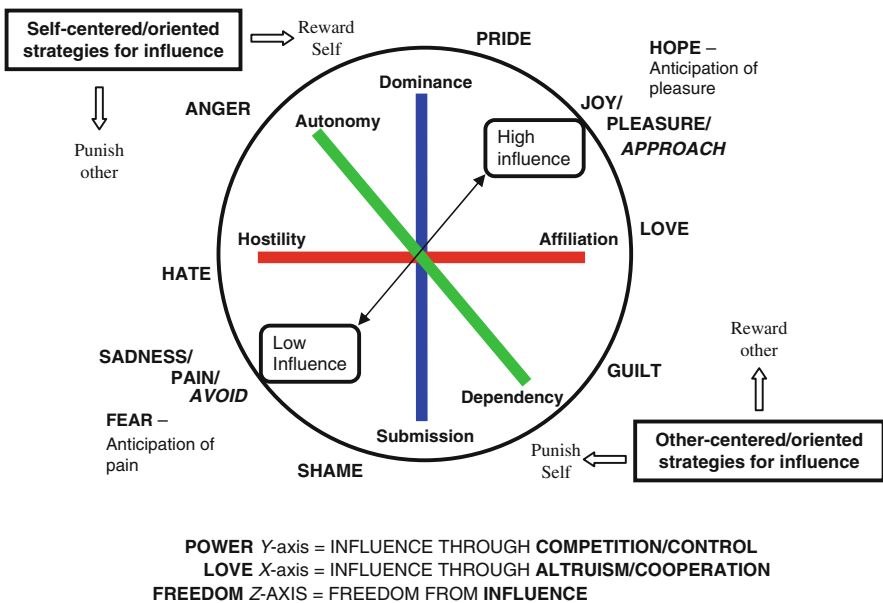 Self-centered/oriented
strategies for influence
Reward
Self
PRIDE
HOPE –
Anticipation of
pleasure
Punish
other
ANGER
Dominance
Autonomy
JOY/
PLEASURE/
APPROACH
High
influence
Hostility
Affiliation
LOVE
HATE
Low
Influence
SADNESS/
PAIN/
AVOID
FEAR –
Anticipation of
pain
Reward
other
GUILT
Dependency
Submission
SHAME
Punish
Self
Other-centered/oriented
strategies for influence
POWER Y-axis = INFLUENCE THROUGH COMPETITION/CONTROL
LOVE X-axis = INFLUENCE THROUGH ALTRUISM/COOPERATION
FREEDOM Z-AXIS = FREEDOM FROM INFLUENCE